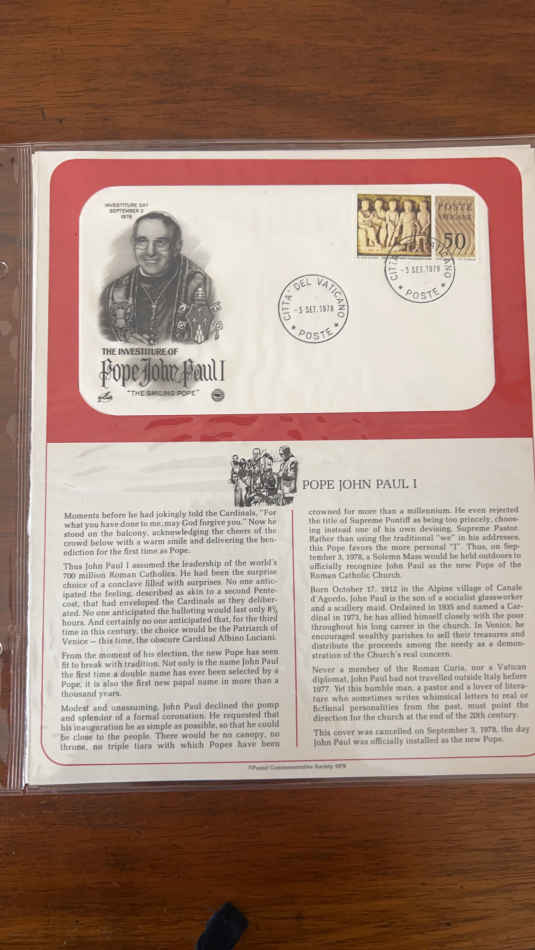 INVESTITURE DAY
SEPTEMBER 3
1978
POSTE
VATICANE
50
CITTA' DEL VATICANO
-3 SET. 1978
POSTE
-3 SET. 1978
POSTE
THE INVESTITURE OF
Pope John Paul I
"THE SMILING POPE"
POPE JOHN PAUL I
Moments before he had jokingly told the Cardinals, "For
what you have done to me, may God forgive you." Now he
stood on the balcony, acknowledging the cheers of the
crowd below with a warm smile and delivering the ben-
ediction for the first time as Pope.
Thus John Paul I assumed the leadership of the world's
700 million Roman Catholics. He had been the surprise
choice of a conclave filled with surprises. No one antic-
ipated the feeling, described as akin to a second Pente-
cost, that had enveloped the Cardinals as they deliber-
ated. No one anticipated the balloting would last only 8½
hours. And certainly no one anticipated that, for the third
time in this century, the choice would be the Patriarch of
Venice – this time, the obscure Cardinal Albino Luciani.
From the moment of his election, the new Pope has seen
fit to break with tradition. Not only is the name John Paul
the first time a double name has ever been selected by a
Pope, it is also the first new papal name in more than a
thousand years.
Modest and unassuming, John Paul declined the pomp
and splendor of a formal coronation. He requested that
his inauguration be as simple as possible, so that he could
be close to the people. There would be no canopy, no
throne, no triple tiara with which Popes have been
crowned for more than a millennium. He even rejected
the title of Supreme Pontiff as being too princely, choos-
ing instead one of his own devising, Supreme Pastor.
Rather than using the traditional "we" in his addresses,
this Pope favors the more personal "I". Thus, on Sep-
tember 3, 1978, a Solemn Mass would be held outdoors to
officially recognize John Paul as the new Pope of the
Roman Catholic Church.
Born October 17, 1912 in the Alpine village of Canale
d'Agordo, John Paul is the son of a socialist glassworker
and a scullery maid. Ordained in 1935 and named a Car-
dinal in 1973, he has allied himself closely with the poor
throughout his long career in the church. In Venice, he
encouraged wealthy parishes to sell their treasures and
distribute the proceeds among the needy as a demon-
stration of the Church's real concern.
Never a member of the Roman Curia, nor a Vatican
diplomat, John Paul had not travelled outside Italy before
1977. Yet this humble man, a pastor and a lover of litera-
ture who sometimes writes whimsical letters to real or
fictional personalities from the past, must point the
direction for the church at the end of the 20th century.
This cover was cancelled on September 3, 1978, the day
John Paul was officially installed as the new Pope.
©Postal Commemorative Society 1978